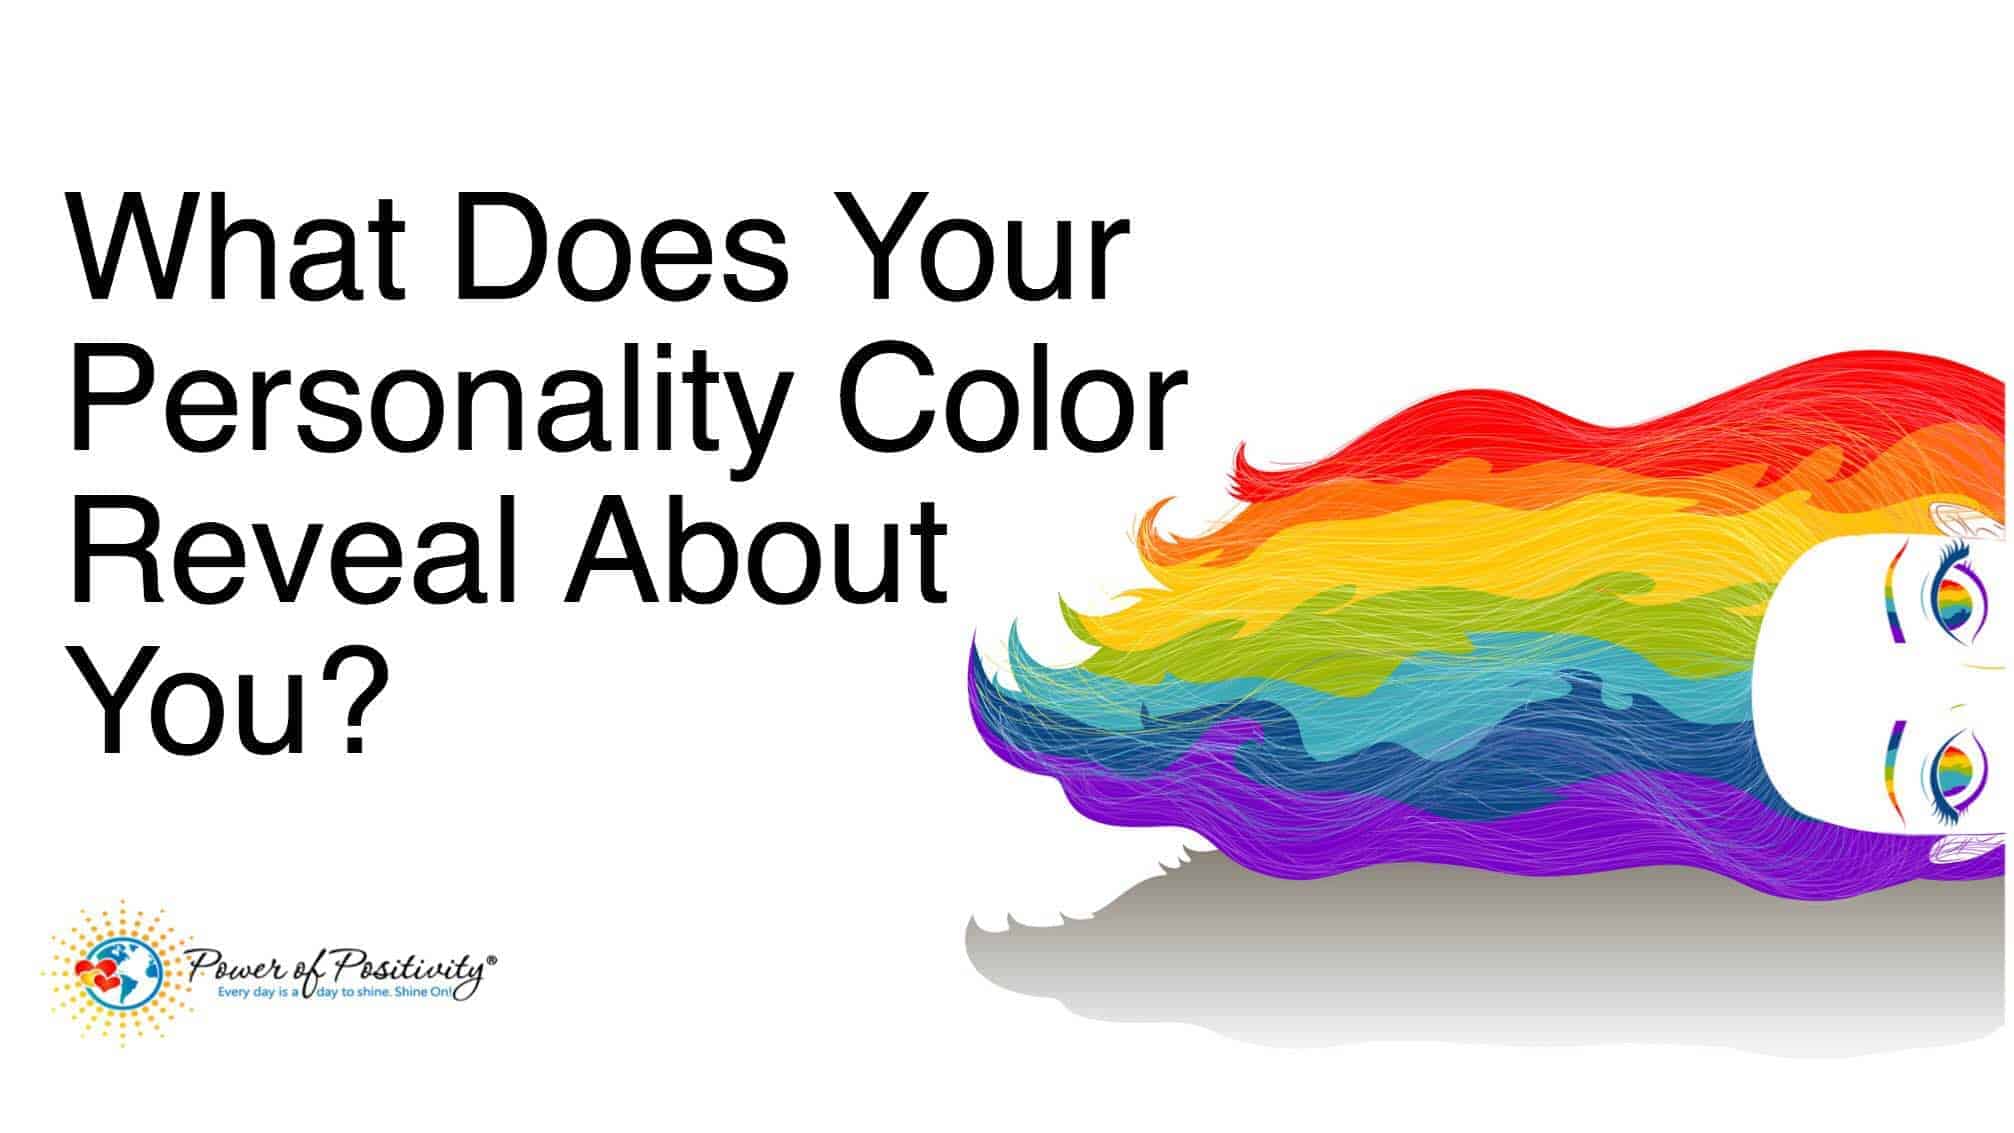 What Does Your
Personality Color
Reveal About
You?
Power of Positivity®
Every day is a day to shine. Shine On!